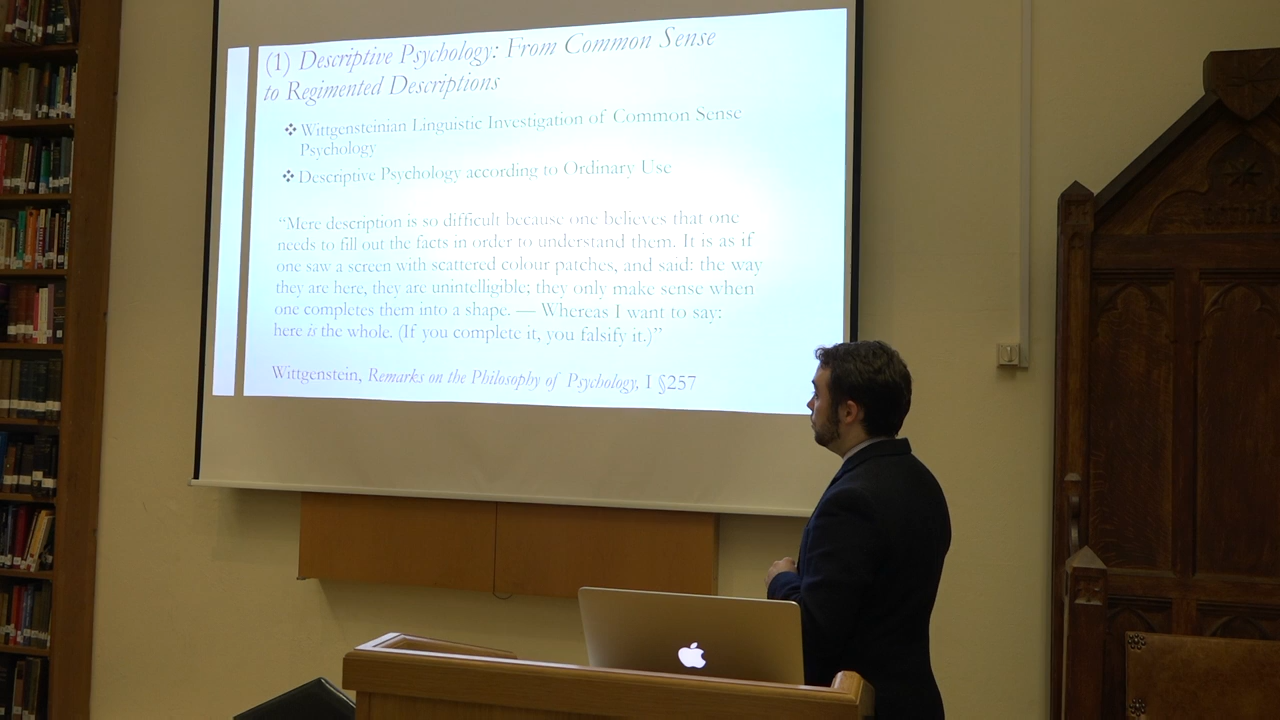 (1) Descriptive Psychology: From Common Sense
to Regimented Descriptions
❖ Wittgensteinian Linguistic Investigation of Common Sense
Psychology
❖ Descriptive Psychology according to Ordinary Use
“Mere description is so difficult because one believes that one
needs to fill out the facts in order to understand them. It is as if
one saw a screen with scattered colour patches, and said: the way
they are here, they are unintelligible; they only make sense when
one completes them into a shape. — Whereas I want to say:
here is the whole. (If you complete it, you falsify it.)”
Wittgenstein, Remarks on the Philosophy of Psychology, I §257